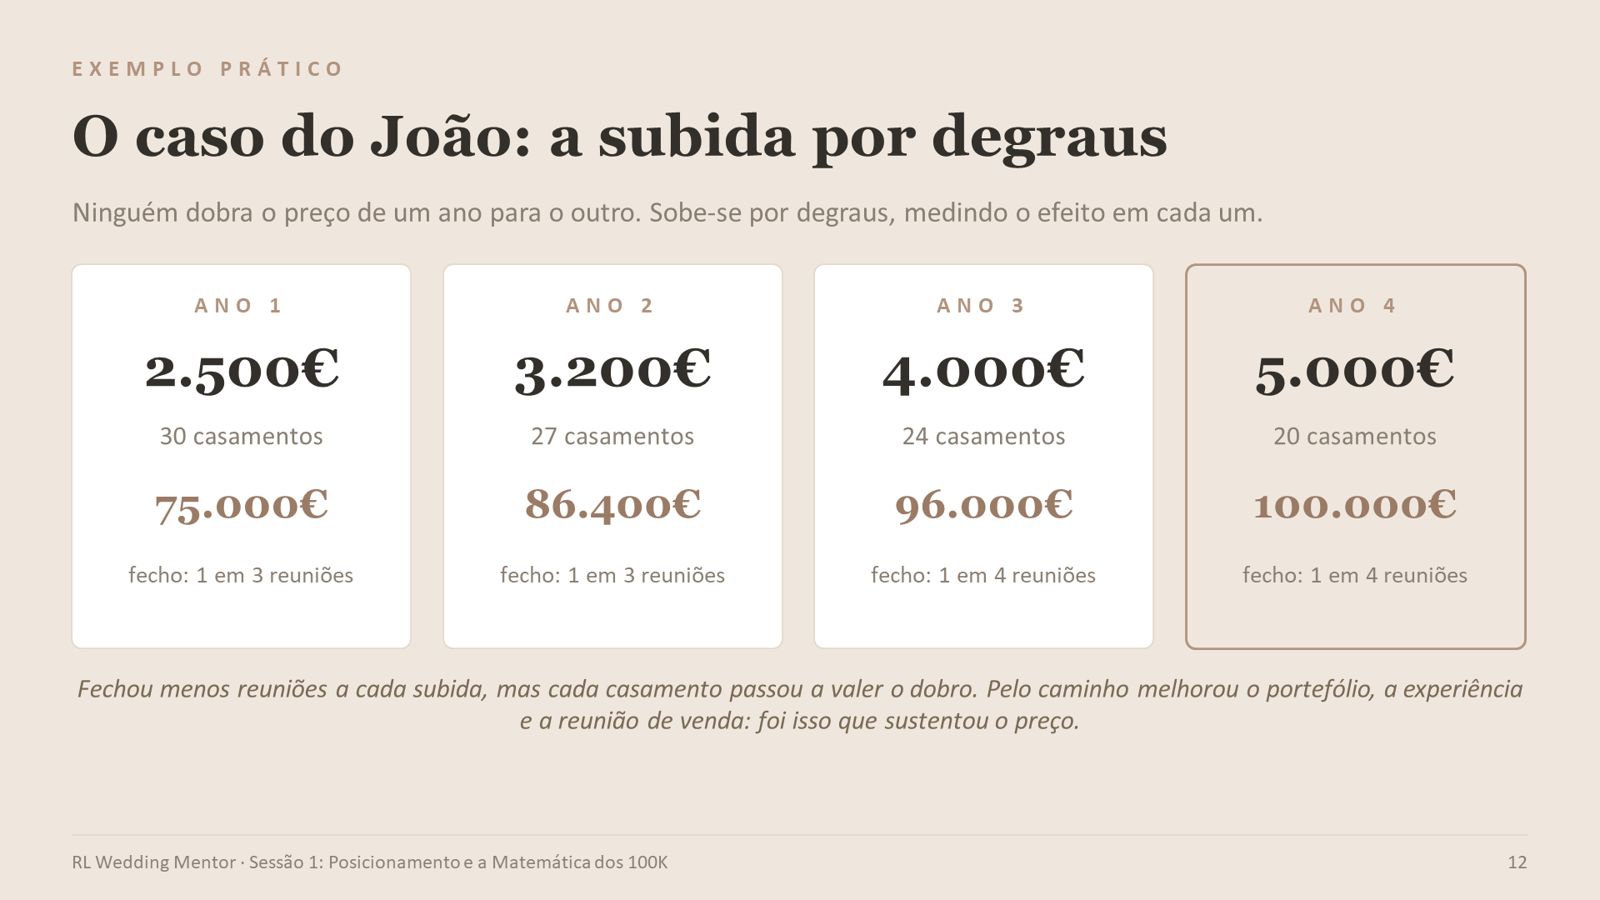 EXEMPLO PRÁTICO
O caso do João: a subida por degraus
Ninguém dobra o preço de um ano para o outro. Sobe-se por degraus, medindo o efeito em cada um.
ANO 1
2.500€
30 casamentos
75.000€
fecho: 1 em 3 reuniões
ANO 2
3.200€
27 casamentos
86.400€
fecho: 1 em 3 reuniões
ANO 3
4.000€
24 casamentos
96.000€
fecho: 1 em 4 reuniões
ANO 4
5.000€
20 casamentos
100.000€
fecho: 1 em 4 reuniões
Fechou menos reuniões a cada subida, mas cada casamento passou a valer o dobro. Pelo caminho melhorou o portefólio, a experiência
e a reunião de venda: foi isso que sustentou o preço.
RL Wedding Mentor · Sessão 1: Posicionamento e a Matemática dos 100K
12